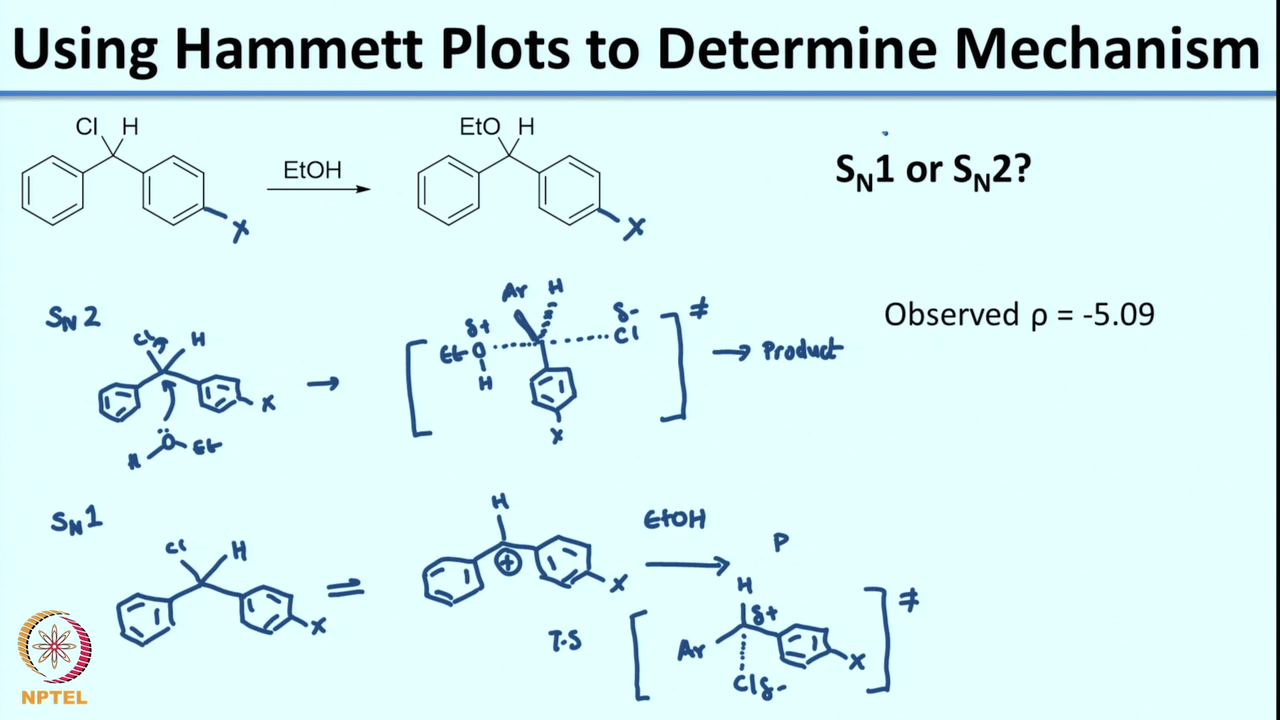 Using Hammett Plots to Determine Mechanism
Cl H
EtOH
EtO H
X
X
SN1 or SN2?
Observed ρ = -5.09
SN2
Cl H
X
H O Et
Ar H
δ+ δ-
Et O Cl
H
X
≠
Product
SN1
Cl H
X
H
+
X
EtOH
P
T.S
H
δ+
Ar
X
Cl δ-
≠
NPTEL